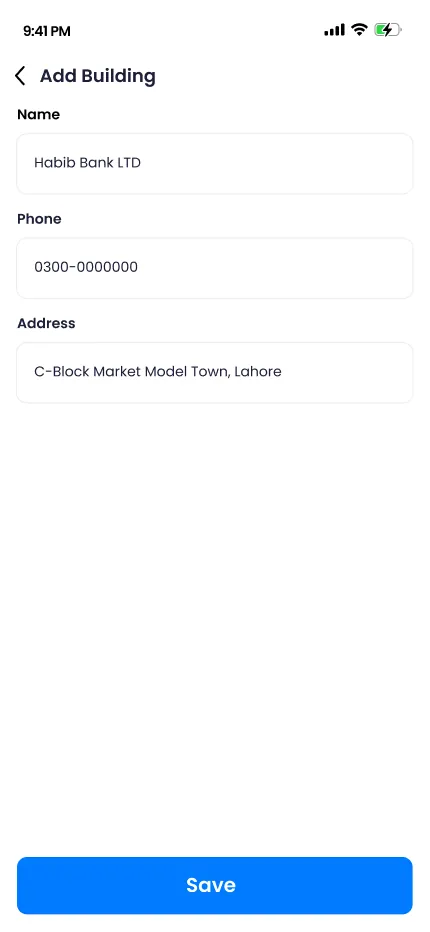 9:41 PM
Add Building
Name
Habib Bank LTD
Phone
0300-0000000
Address
C-Block Market Model Town, Lahore
Save